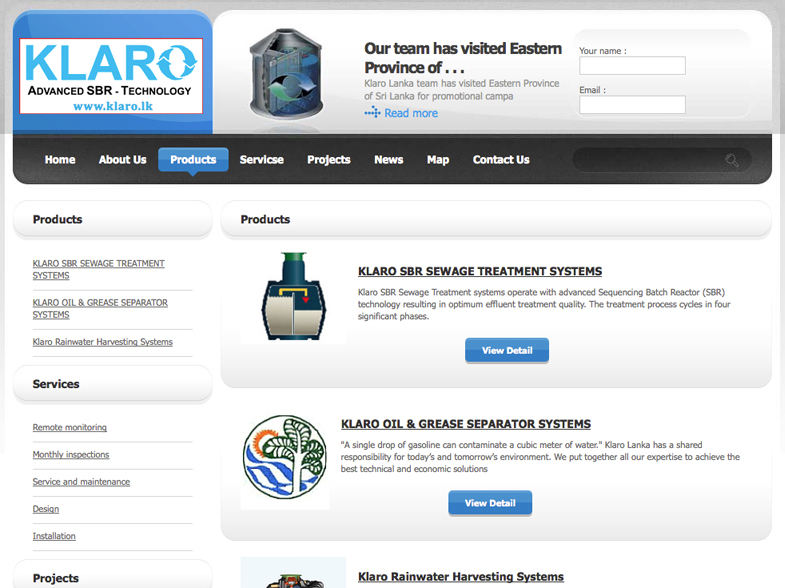 KLARO
ADVANCED SBR - TECHNOLOGY
www.klaro.lk
Our team has visited Eastern
Province of . . .
Klaro Lanka team has visited Eastern Province
of Sri Lanka for promotional campa
Read more
Your name :
Email :
Home About Us Products Servicse Projects News Map Contact Us
Products
KLARO SBR SEWAGE TREATMENT
SYSTEMS
KLARO OIL & GREASE SEPARATOR
SYSTEMS
Klaro Rainwater Harvesting Systems
Services
Remote monitoring
Monthly inspections
Service and maintenance
Design
Installation
Projects
Products
KLARO SBR SEWAGE TREATMENT SYSTEMS
Klaro SBR Sewage Treatment systems operate with advanced Sequencing Batch Reactor (SBR)
technology resulting in optimum effluent treatment quality. The treatment process cycles in four
significant phases.
View Detail
KLARO OIL & GREASE SEPARATOR SYSTEMS
"A single drop of gasoline can contaminate a cubic meter of water." Klaro Lanka has a shared
responsibility for today's and tomorrow's environment. We put together all our expertise to achieve the
best technical and economic solutions
View Detail
Klaro Rainwater Harvesting Systems